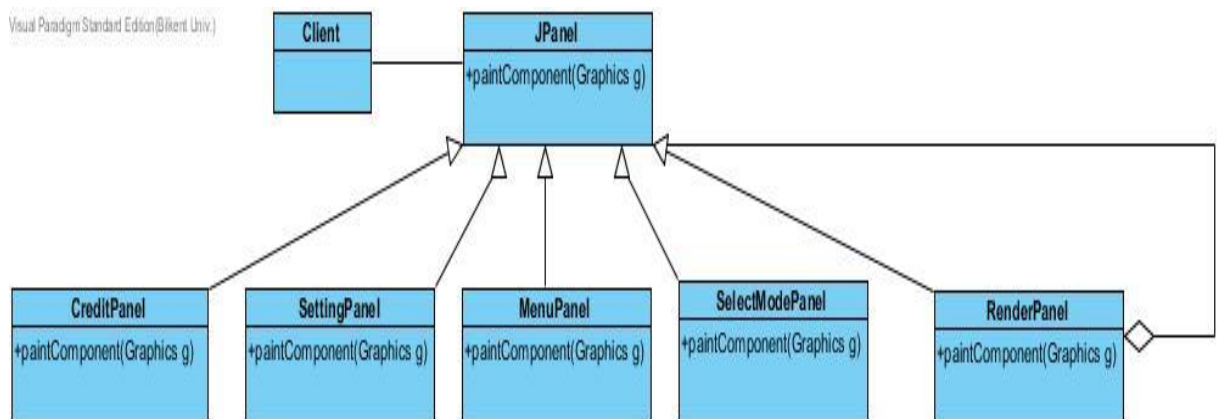 Visual Paradigm Standard Edition(Bilkent Univ.)
Client
JPanel
+paintComponent(Graphics g)
CreditPanel
+paintComponent(Graphics g)
SettingPanel
+paintComponent(Graphics g)
MenuPanel
+paintComponent(Graphics g)
SelectModePanel
+paintComponent(Graphics g)
RenderPanel
+paintComponent(Graphics g)